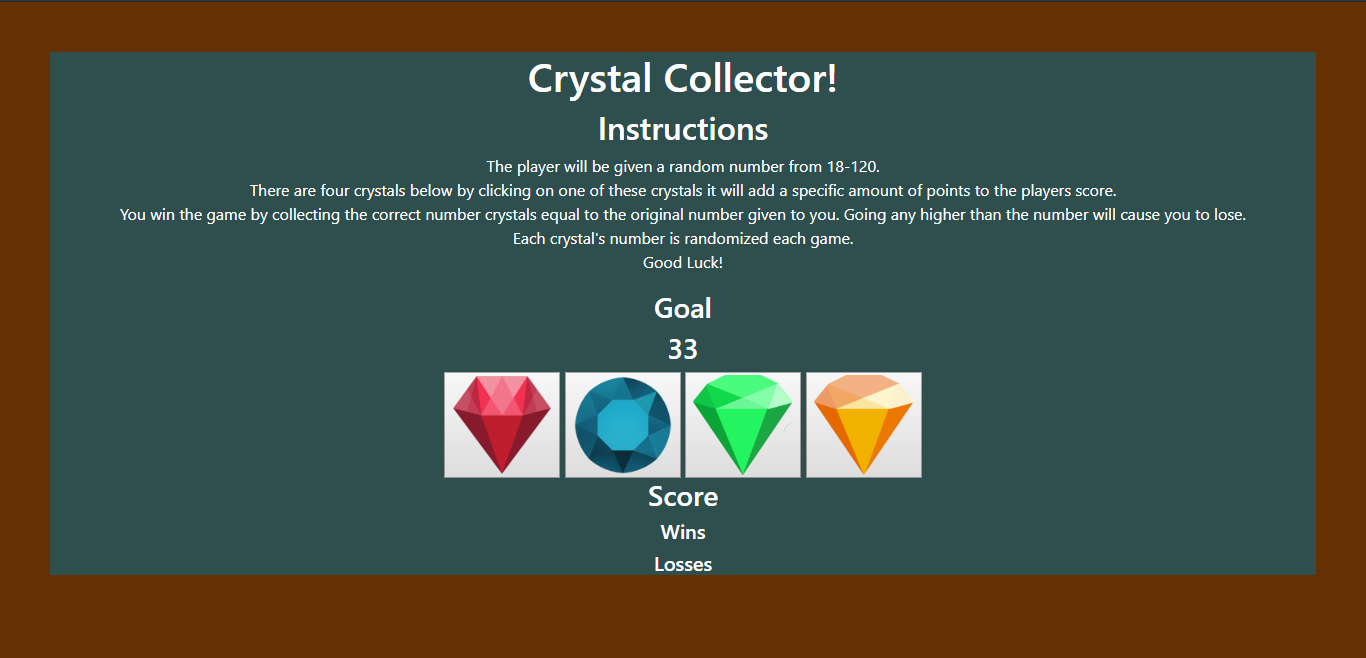 Crystal Collector!
Instructions
The player will be given a random number from 18-120.
There are four crystals below by clicking on one of these crystals it will add a specific amount of points to the players score.
You win the game by collecting the correct number crystals equal to the original number given to you. Going any higher than the number will cause you to lose.
Each crystal's number is randomized each game.
Good Luck!
Goal
33
Score
Wins
Losses